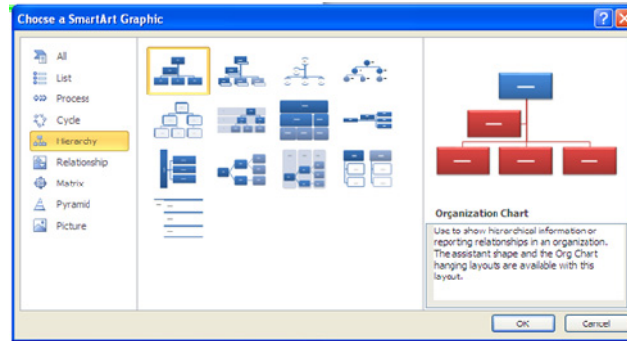 Choose a SmartArt Graphic
All
List
Process
Cycle
Hierarchy
Relationship
Matrix
Pyramid
Picture
Organization Chart
Use to show hierarchical information or
reporting relationships in an organization.
The assistant shape and the Org Chart
hanging layouts are available with this
layout.
OK
Cancel